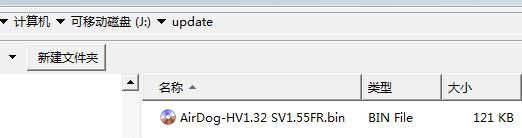 计算机 可移动磁盘 (J:) update
新建文件夹
名称 类型 大小
AirDog-HV1.32 SV1.55FR.bin BIN File 121 KB